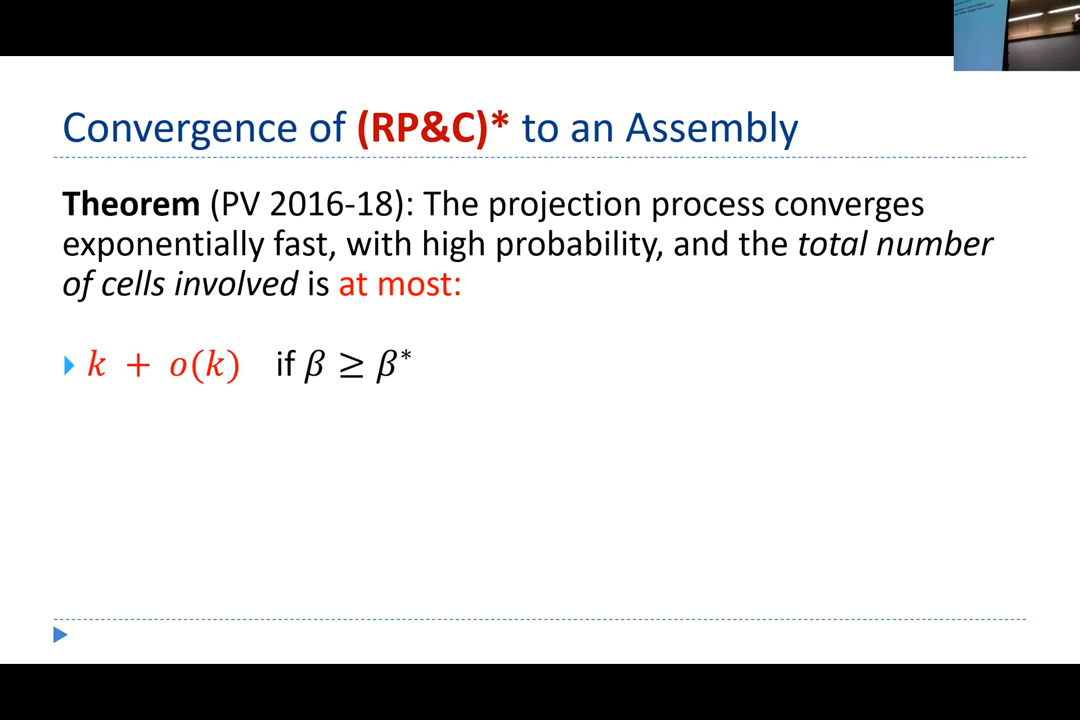 Convergence of (RP&C)* to an Assembly
Theorem (PV 2016-18): The projection process converges
exponentially fast, with high probability, and the total number
of cells involved is at most:
k + o(k) if β ≥ β*